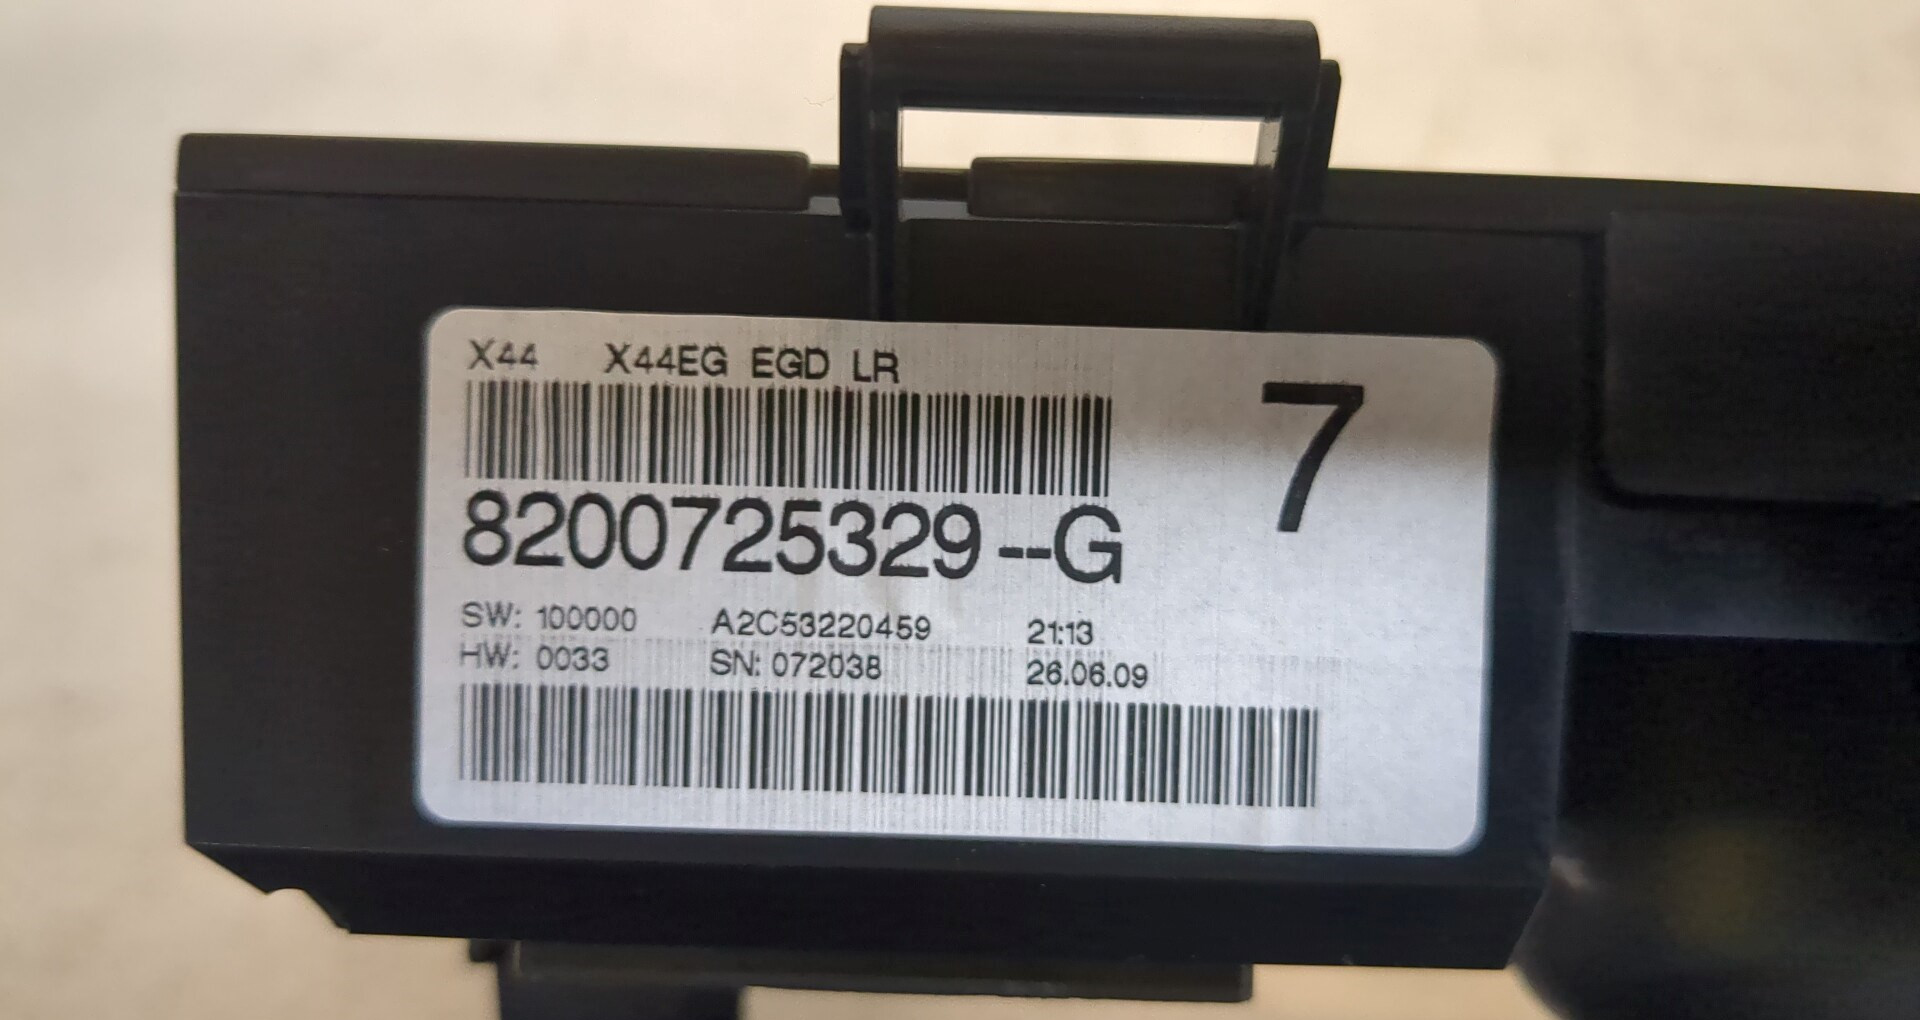 X44 X44EG EGD LR
7
8200725329--G
SW: 100000 A2C53220459 21:13
HW: 0033 SN: 072038 26.06.09